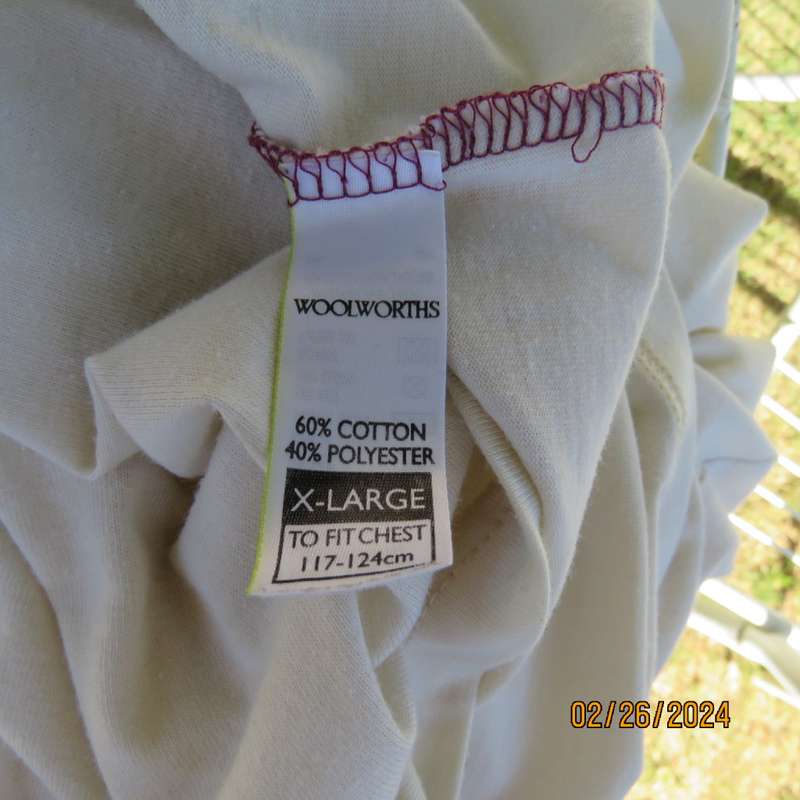 WOOLWORTHS
60% COTTON
40% POLYESTER
X-LARGE
TO FIT CHEST
117-124cm
02/26/2024